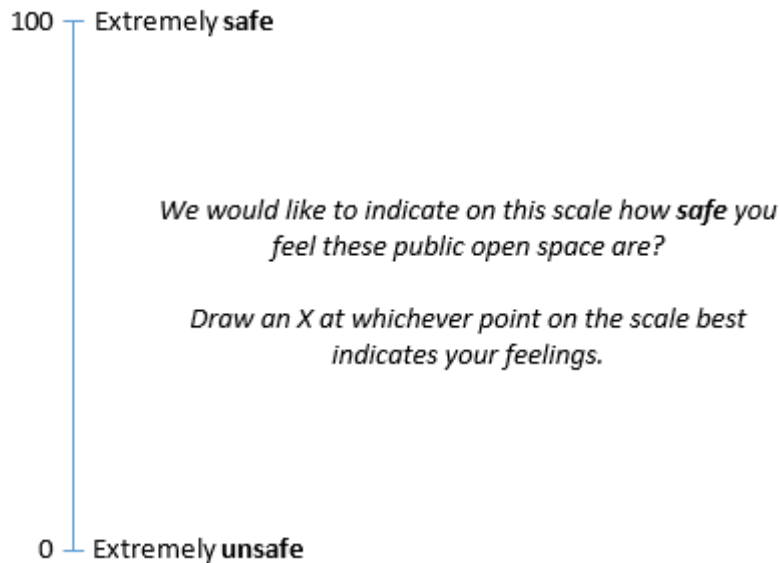 100 Extremely safe
We would like to indicate on this scale how safe you
feel these public open space are?
Draw an X at whichever point on the scale best
indicates your feelings.
0 Extremely unsafe